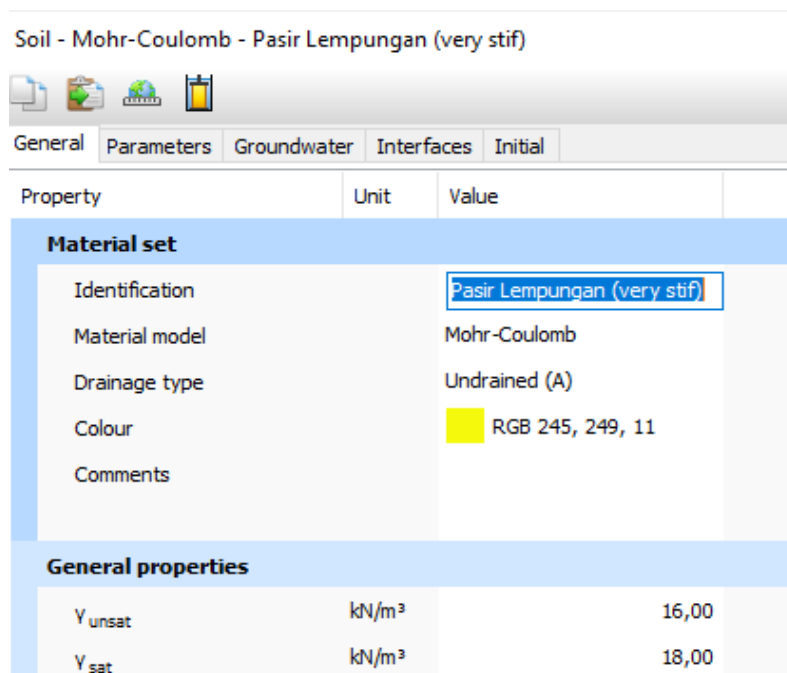 Soil - Mohr-Coulomb - Pasir Lempungan (very stif)
General Parameters Groundwater Interfaces Initial
Property Unit Value
Material set
Identification Pasir Lempungan (very stif)
Material model Mohr-Coulomb
Drainage type Undrained (A)
Colour RGB 245, 249, 11
Comments
General properties
γ unsat kN/m³ 16,00
γ sat kN/m³ 18,00